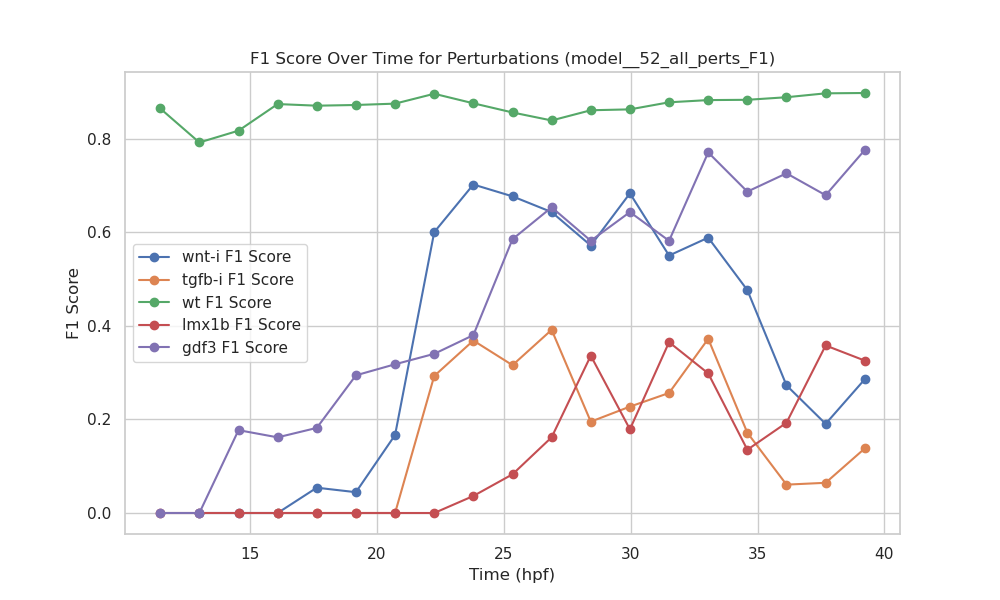 F1 Score Over Time for Perturbations (model__52_all_perts_F1)
F1 Score
0.8
0.6
0.4
0.2
0.0
wnt-i F1 Score
tgfb-i F1 Score
wt F1 Score
lmx1b F1 Score
gdf3 F1 Score
15 20 25 30 35 40
Time (hpf)